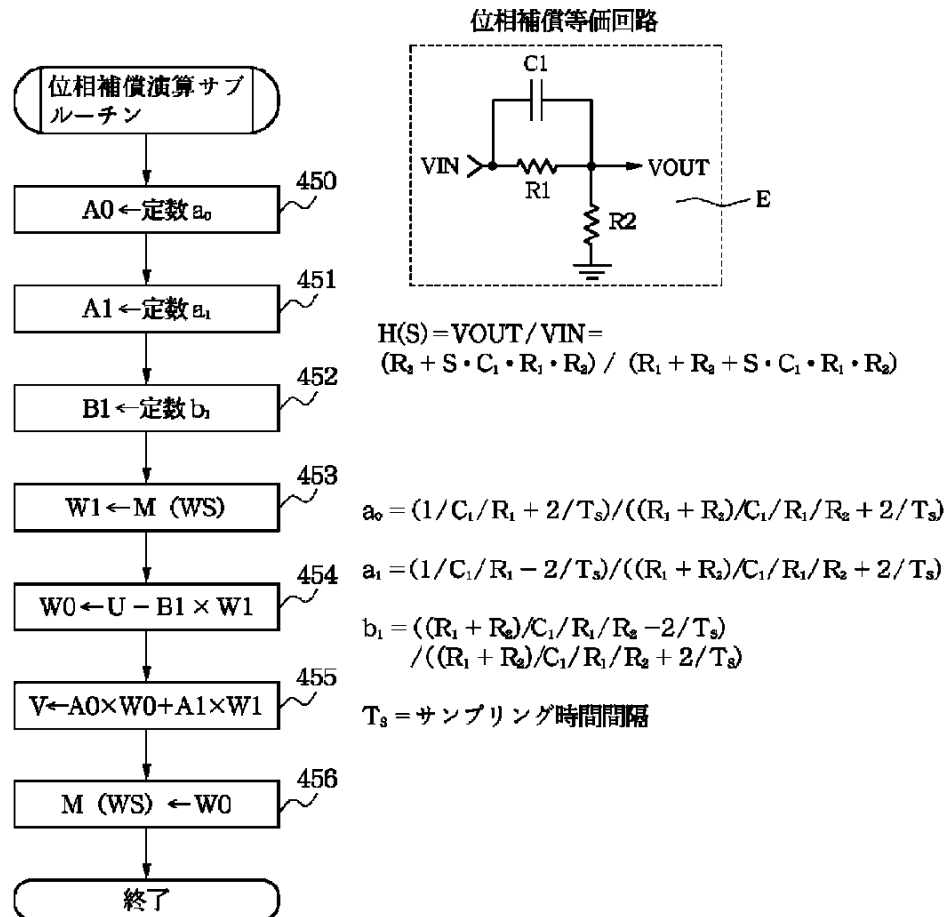 位相補償演算サブ
ルーチン
450
A0←定数a₀
451
A1←定数a₁
452
B1←定数b₁
453
W1←M (WS)
454
W0←U－B1×W1
455
V←A0×W0+A1×W1
456
M (WS) ←W0
終了
位相補償等価回路
C1
VIN
R1
VOUT
R2
E
H(S)=VOUT/VIN=
(R₂+S・C₁・R₁・R₂) / (R₁+R₂+S・C₁・R₁・R₂)
a₀=(1/C₁/R₁+2/Tₛ)/((R₁+R₂)/C₁/R₁/R₂+2/Tₛ)
a₁=(1/C₁/R₁−2/Tₛ)/((R₁+R₂)/C₁/R₁/R₂+2/Tₛ)
b₁=((R₁+R₂)/C₁/R₁/R₂−2/Tₛ)
/((R₁+R₂)/C₁/R₁/R₂+2/Tₛ)
Tₛ=サンプリング時間間隔